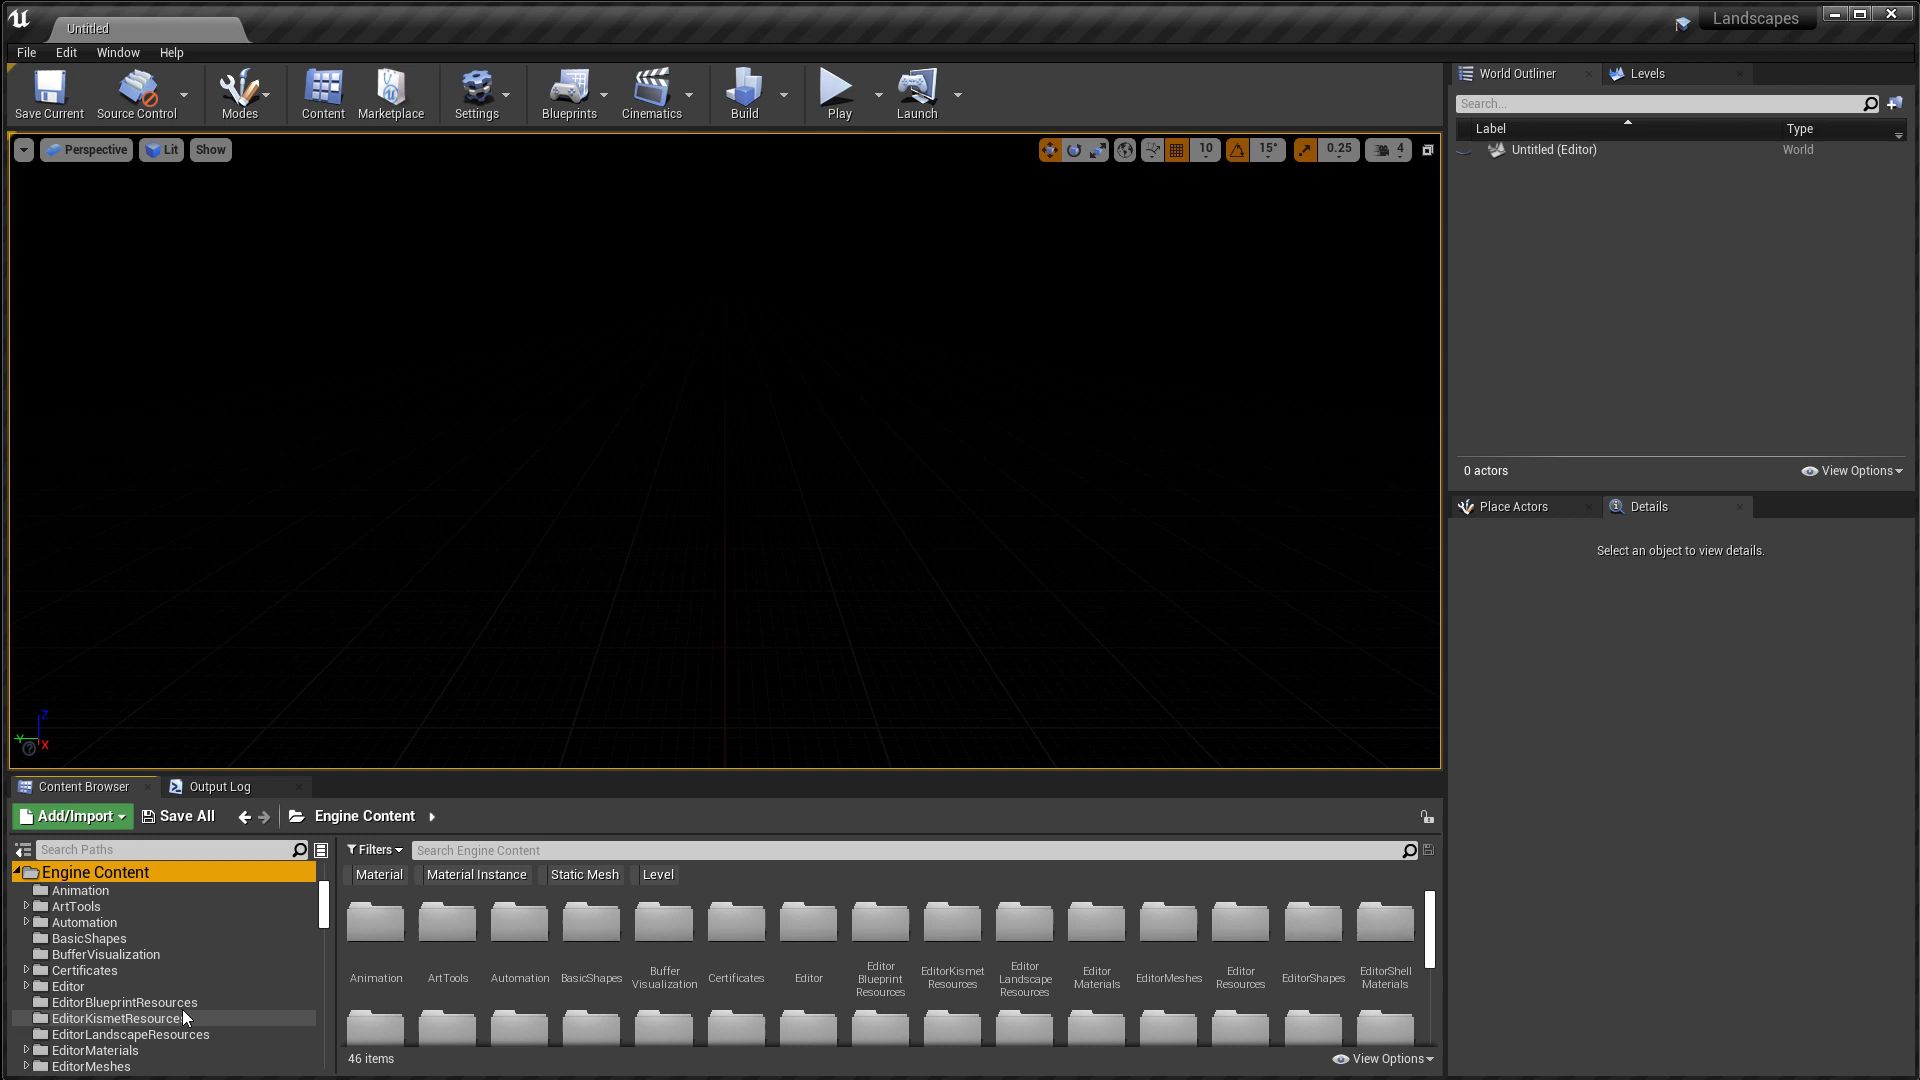 Untitled
Landscapes
File Edit Window Help
Save Current Source Control Modes Content Marketplace Settings Blueprints Cinematics Build Play Launch
World Outliner Levels
Search...
Label Type
Untitled (Editor) World
Perspective Lit Show
10 15° 0.25 4
Z
Y
X
0 actors View Options
Place Actors Details
Select an object to view details.
Content Browser Output Log
Add/Import Save All Engine Content
Search Paths
Filters Search Engine Content
Material Material Instance Static Mesh Level
Engine Content
Animation
ArtTools
Automation
BasicShapes
BufferVisualization
Certificates
Editor
EditorBlueprintResources
EditorKismetResources
EditorLandscapeResources
EditorMaterials
EditorMeshes
Animation
ArtTools
Automation
BasicShapes
Buffer
Visualization
Certificates
Editor
Editor
Blueprint
Resources
EditorKismet
Resources
Editor
Landscape
Resources
Editor
Materials
EditorMeshes
Editor
Resources
EditorShapes
EditorShell
Materials
46 items View Options